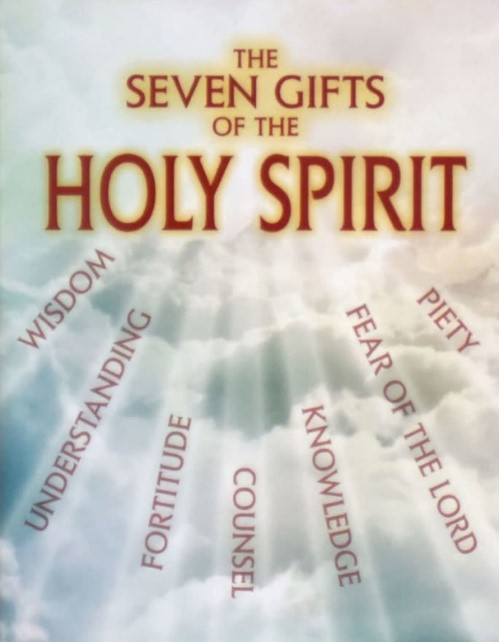 THE
SEVEN GIFTS
OF THE
HOLY SPIRIT
WISDOM
UNDERSTANDING
FORTITUDE
COUNSEL
KNOWLEDGE
FEAR OF THE LORD
PIETY